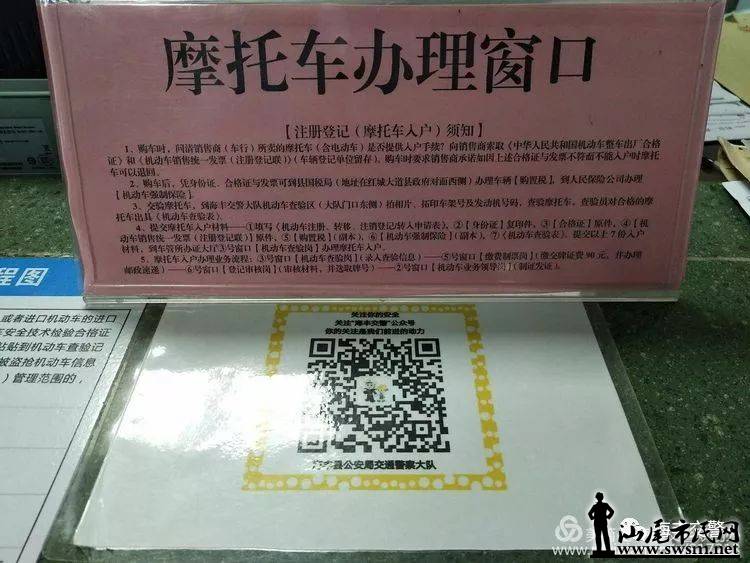 摩托车办理窗口
【注册登记（摩托车入户）须知】
1、购车时，问清销售商（车行）所卖的摩托车（含电动车）是否提供入户手续？向销售商索取《中华人民共和国机动车整车出厂合格
证》和《机动车销售统一发票（注册登记联）》（车辆登记单位留存）。购车时要求销售商承诺如因上述合格证与发票不符而不能入户时摩托
车可以退回。
2、购车后，凭身份证、合格证与发票可到县国税局（地址在红城大道县政府对面西侧）办理车辆【购置税】，到人民保险公司办理
【机动车强制保险】。
3、交验摩托车，到海丰交警大队机动车查验区（大队门口东侧）拍相片、拓印车架号及发动机号码，查验摩托车，查验员对合格的摩
托车出具《机动车查验表》。
4、提交摩托车入户材料——①填写《机动车注册、转移、注销登记/转入申请表》，②【身份证】复印件，③【合格证】原件，④【机
动车销售统一发票（注册登记联）】原件，⑤【购置税】（副本），⑥【机动车强制保险】（副本），⑦《机动车查验表》。提交以上7份入户
材料，到车管所办证大厅③号窗口【机动车查验岗】办理摩托车入户。
5、摩托车入户办理业务流程：③号窗口【机动车查验岗】（录入查验信息）——⑤号窗口【缴费制票岗】（缴交牌证费90元，并办理
邮政速递）——⑥号窗口【登记审核岗】（审核材料，并选取牌号）——②号窗口【机动车业务领导岗】（制证发证）。
程图
或者进口机动车的进口
车安全技术检验合格证
贴到机动车查验记
被盗抢机动车信息
）管理范围的，
关注你的安全
关注“海丰交警”公众号
你的关注是我们前进的动力
海丰县公安局交通警察大队
海丰交警
汕尾市民网
www.swsm.net